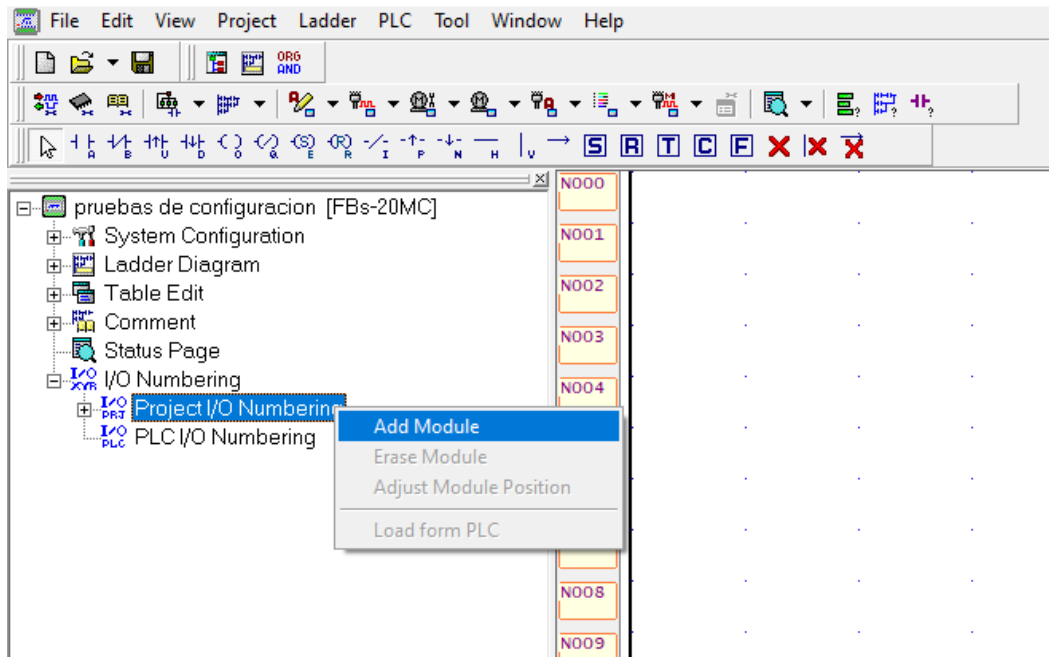 File Edit View Project Ladder PLC Tool Window Help
ORG
AND
A B U D O Q E R I P N H V S R T C F
pruebas de configuracion [FBs-20MC]
System Configuration
Ladder Diagram
Table Edit
Comment
Status Page
I/O Numbering
Project I/O Numbering
PLC I/O Numbering
Add Module
Erase Module
Adjust Module Position
Load form PLC
N000
N001
N002
N003
N004
N008
N009